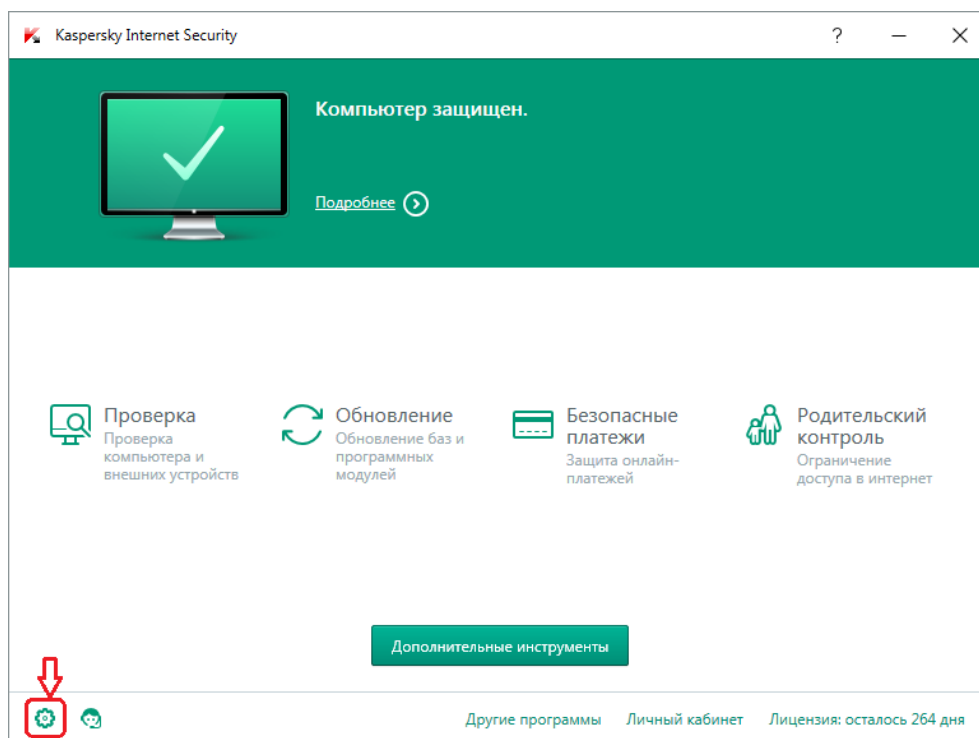 Kaspersky Internet Security
?
Компьютер защищен.
Подробнее
Проверка
Проверка
компьютера и
внешних устройств
Обновление
Обновление баз и
программных
модулей
Безопасные
платежи
Защита онлайн-
платежей
Родительский
контроль
Ограничение
доступа в интернет
Дополнительные инструменты
Другие программы
Личный кабинет
Лицензия: осталось 264 дня